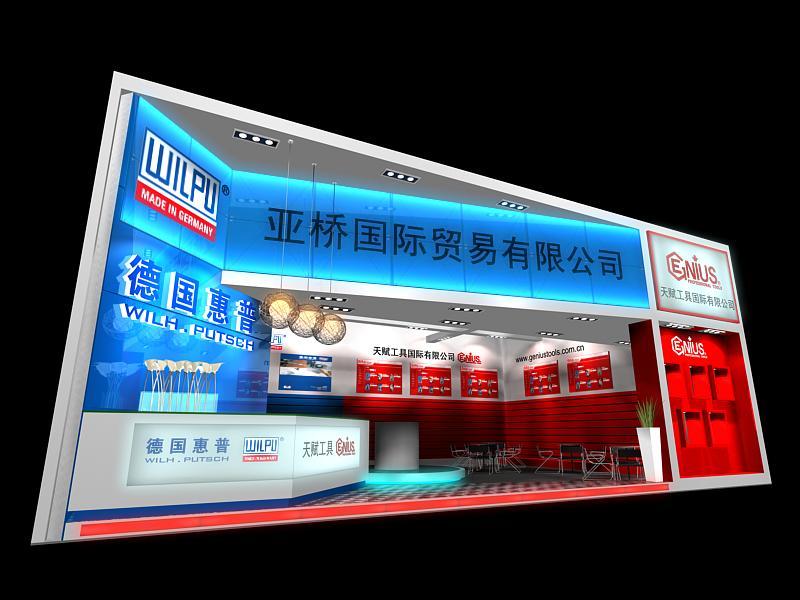 WILPU®
MADE IN GERMANY
亚桥国际贸易有限公司
GENIUS®
PROFESSIONAL TOOLS
天赋工具国际有限公司
德国惠普
WILH.PUTSCH
天赋工具国际有限公司 GENIUS
www.geniustools.com.cn
GENIUS
德国惠普
WILH.PUTSCH
WILPU®
天赋工具 GENIUS